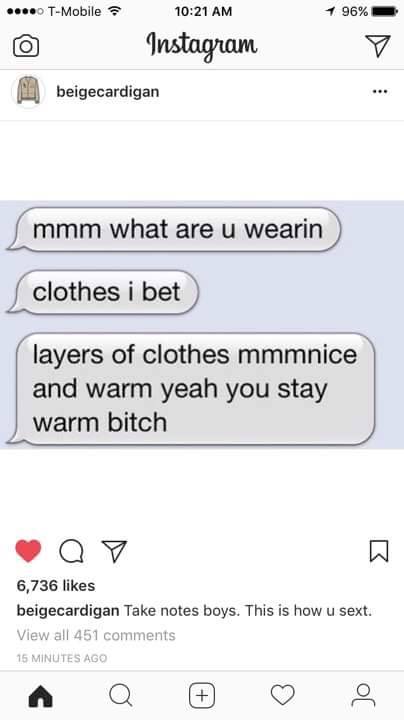 T-Mobile 10:21 AM 96%
Instagram
beigecardigan
mmm what are u wearin
clothes i bet
layers of clothes mmmnice
and warm yeah you stay
warm bitch
6,736 likes
beigecardigan Take notes boys. This is how u sext.
View all 451 comments
15 MINUTES AGO